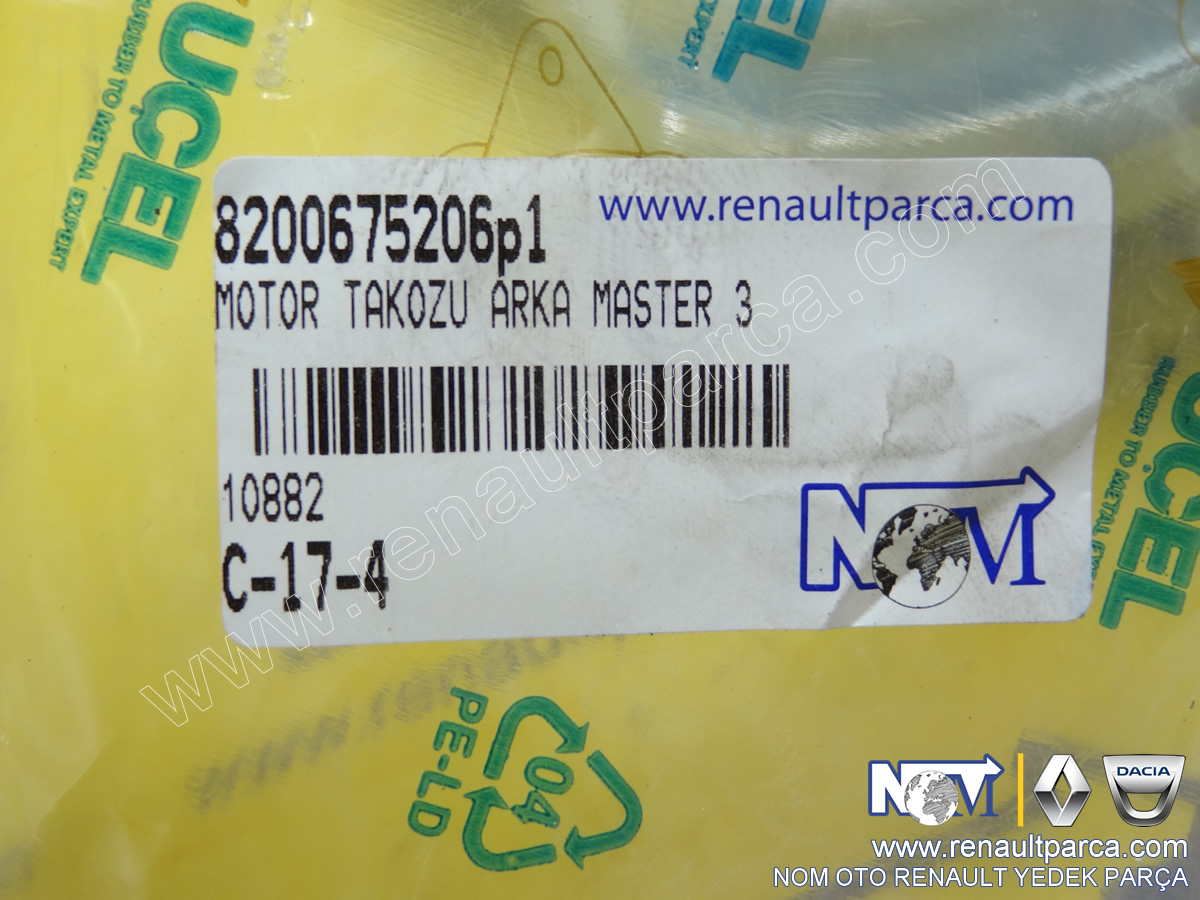 UÇEL
RUBBER TO METAL EXPERT
ÇEL
EXPERT
8200675206p1
www.renaultparca.com
MOTOR TAKOZU ARKA MASTER 3
10882
C-17-4
NOM
www.renaultparca.com
UÇEL
RUBBER TO METAL EX
04
PE-LD
NOM
DACIA
www.renaultparca.com
NOM OTO RENAULT YEDEK PARÇA